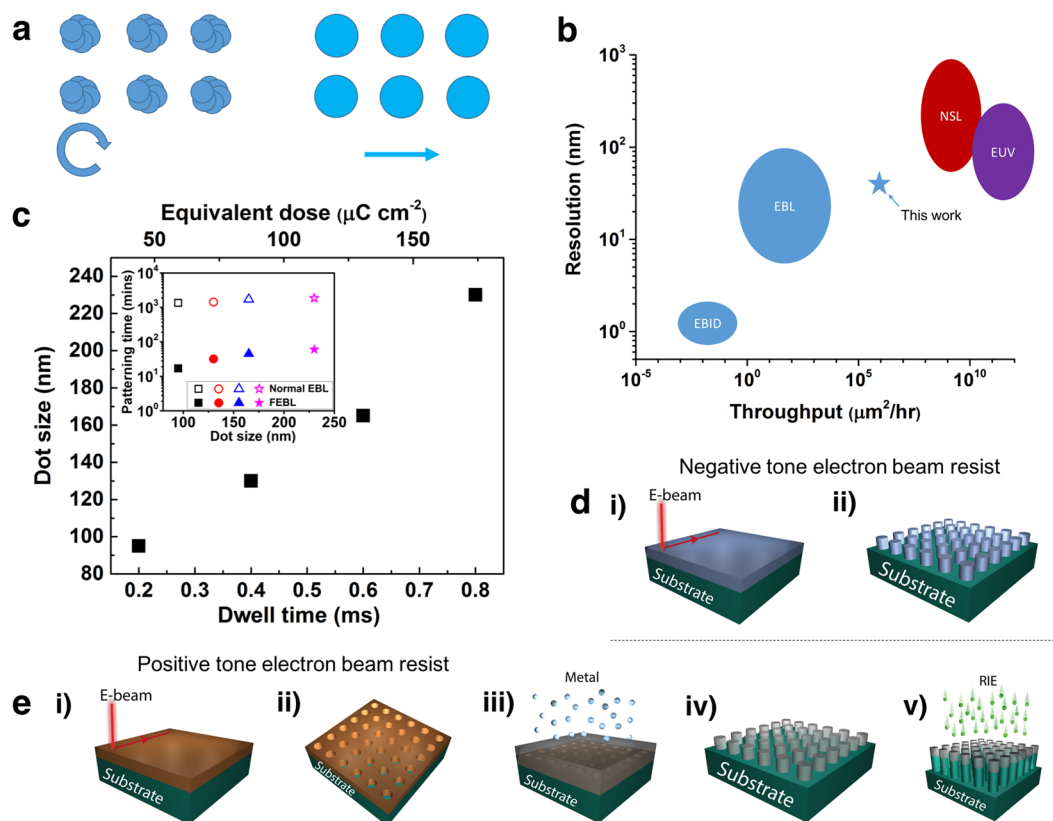 a
b
Resolution (nm)
10³
10²
10¹
10⁰
NSL
EUV
EBL
This work
EBID
10⁻⁵
10⁰
10⁵
10¹⁰
Throughput (μm²/hr)
c
Equivalent dose (μC cm⁻²)
50
100
150
Dot size (nm)
240
220
200
180
160
140
120
100
80
0.2 0.3 0.4 0.5 0.6 0.7 0.8
Dwell time (ms)
Patterning time (mins)
10⁴
10³
10²
10¹
10⁰
Normal EBL
FEBL
100 150 200 250
Dot size (nm)
Negative tone electron beam resist
d
i)
E-beam
Substrate
ii)
Substrate
Positive tone electron beam resist
e
i)
E-beam
Substrate
ii)
Substrate
iii)
Metal
Substrate
iv)
Substrate
v)
RIE
Substrate